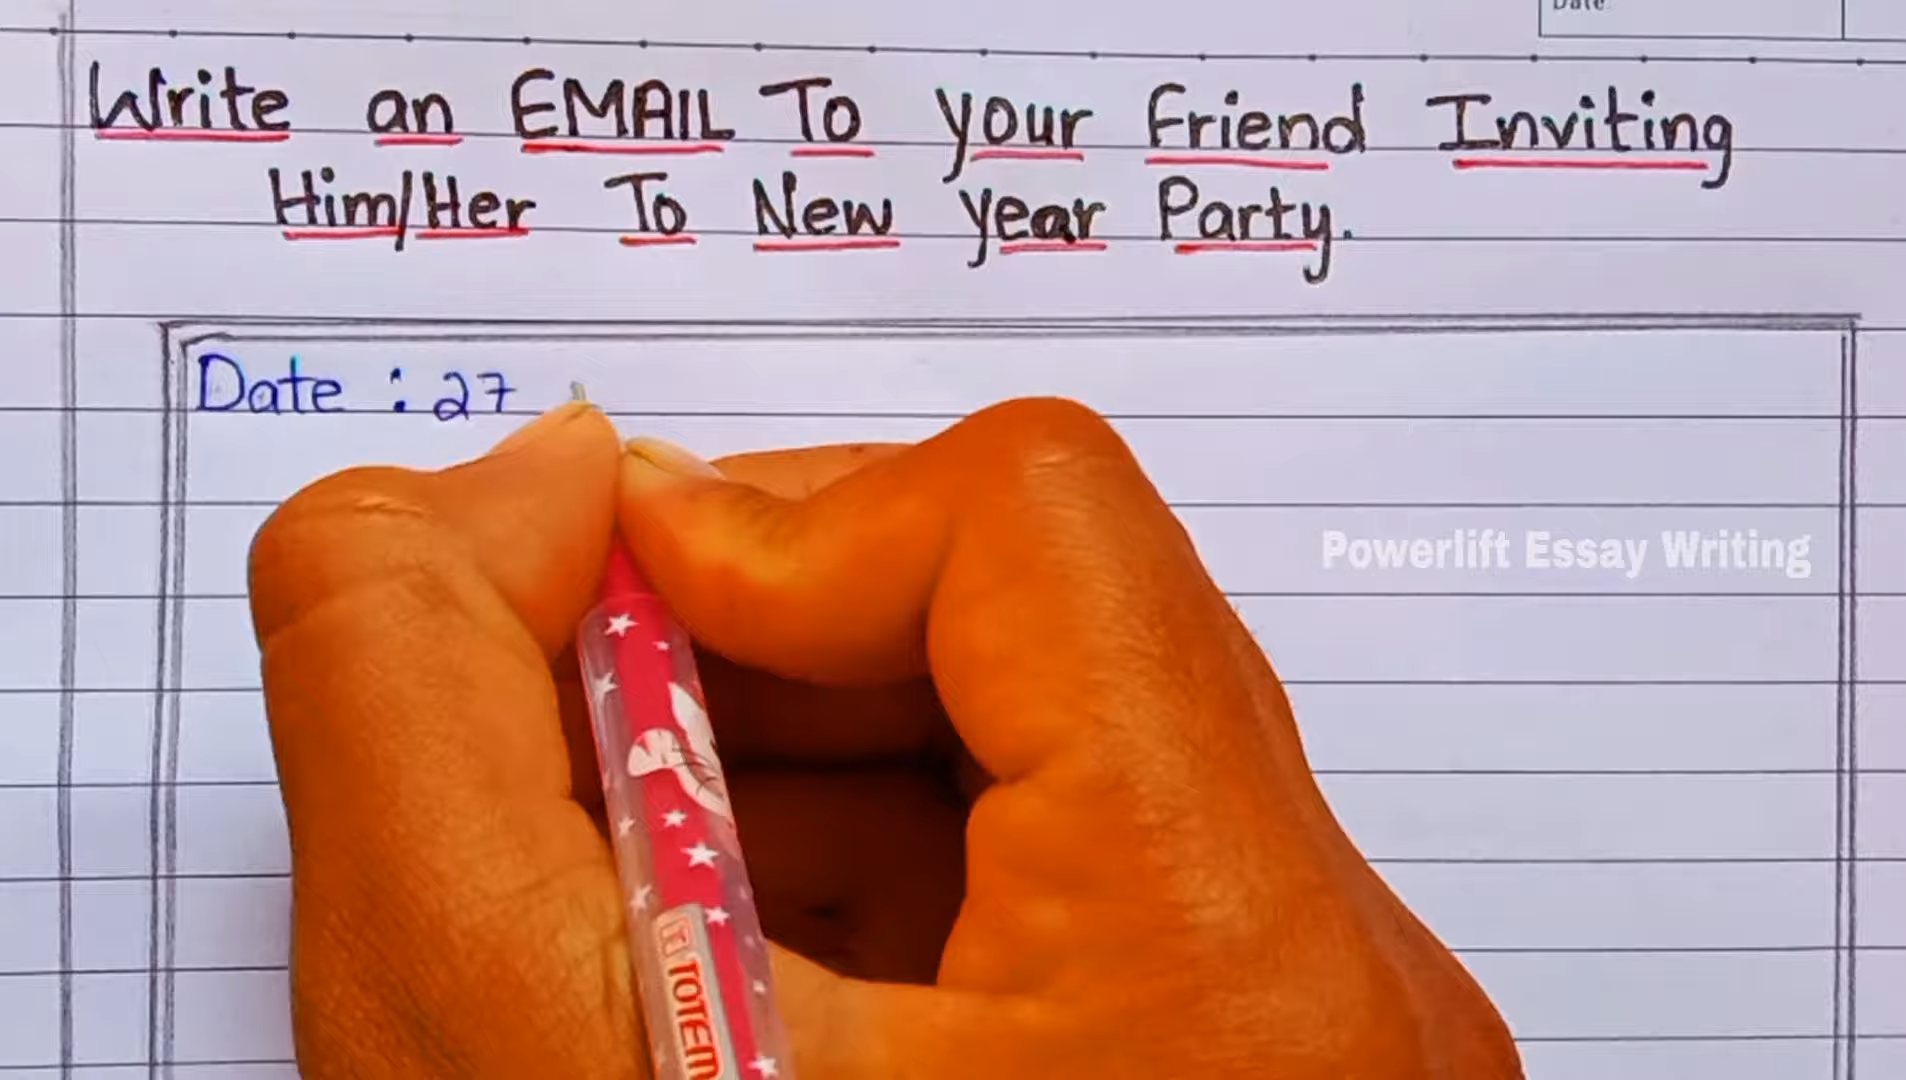 Date
Write an EMAIL To your Friend Inviting
Him/Her To New year Party.
Date : 27
Powerlift Essay Writing
TOTEM